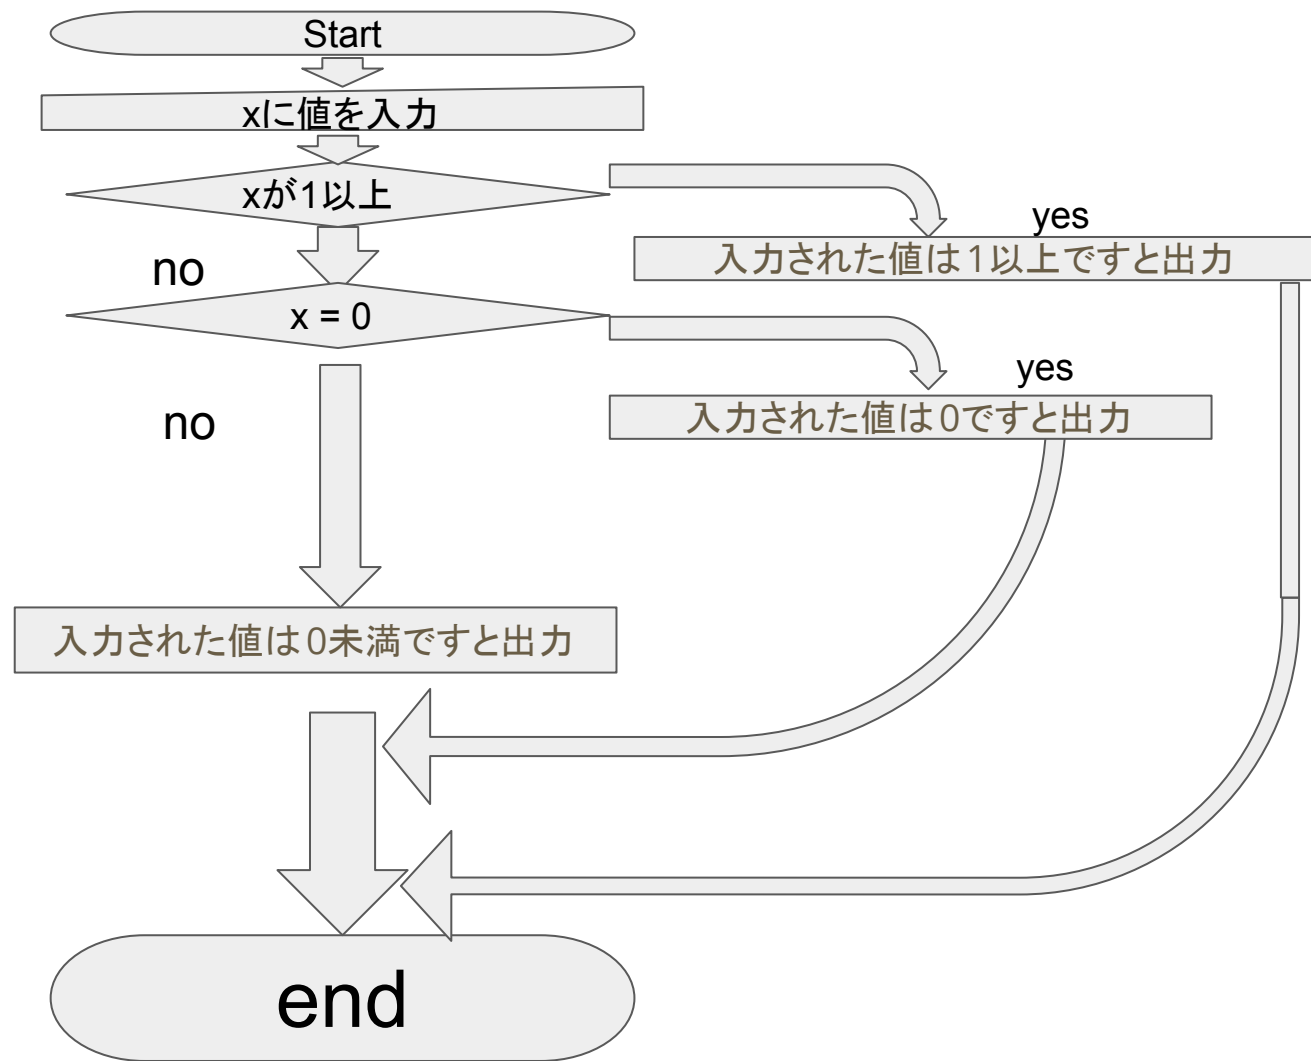 Start
xに値を入力
xが1以上
yes
入力された値は1以上ですと出力
no
x = 0
yes
入力された値は0ですと出力
no
入力された値は0未満ですと出力
end